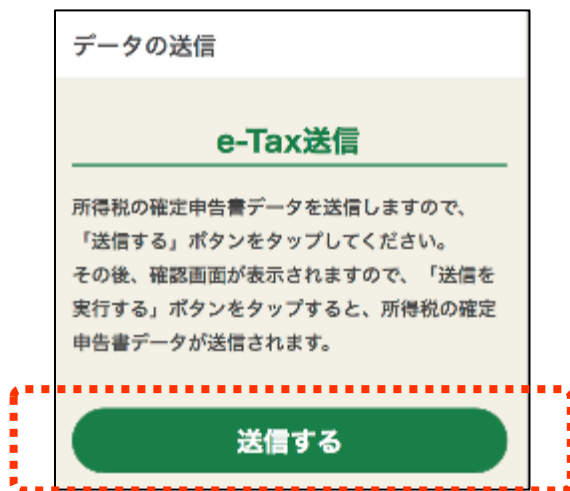 データの送信
e-Tax送信
所得税の確定申告書データを送信しますので、
「送信する」ボタンをタップしてください。
その後、確認画面が表示されますので、「送信を
実行する」ボタンをタップすると、所得税の確定
申告書データが送信されます。
送信する